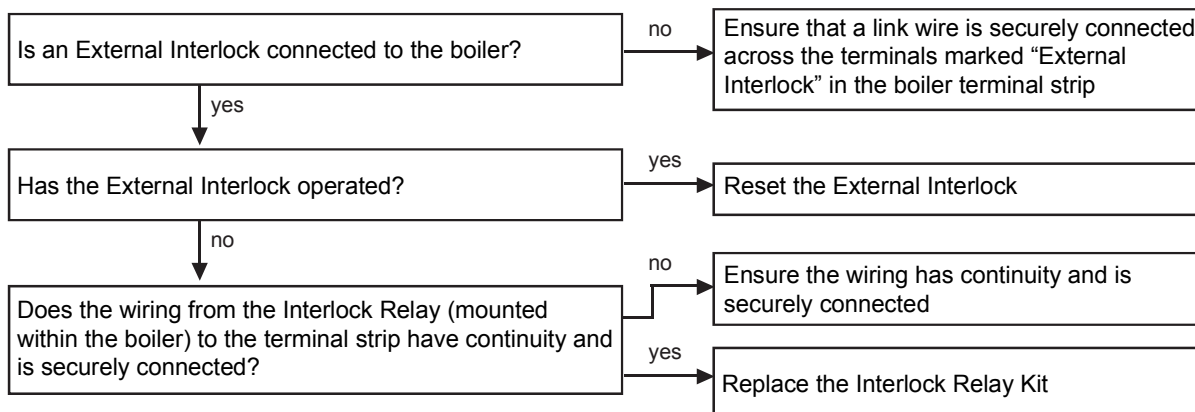 Is an External Interlock connected to the boiler?
no
Ensure that a link wire is securely connected
across the terminals marked “External
Interlock” in the boiler terminal strip
yes
Has the External Interlock operated?
yes
Reset the External Interlock
no
Does the wiring from the Interlock Relay (mounted
within the boiler) to the terminal strip have continuity and
is securely connected?
no
Ensure the wiring has continuity and is
securely connected
yes
Replace the Interlock Relay Kit